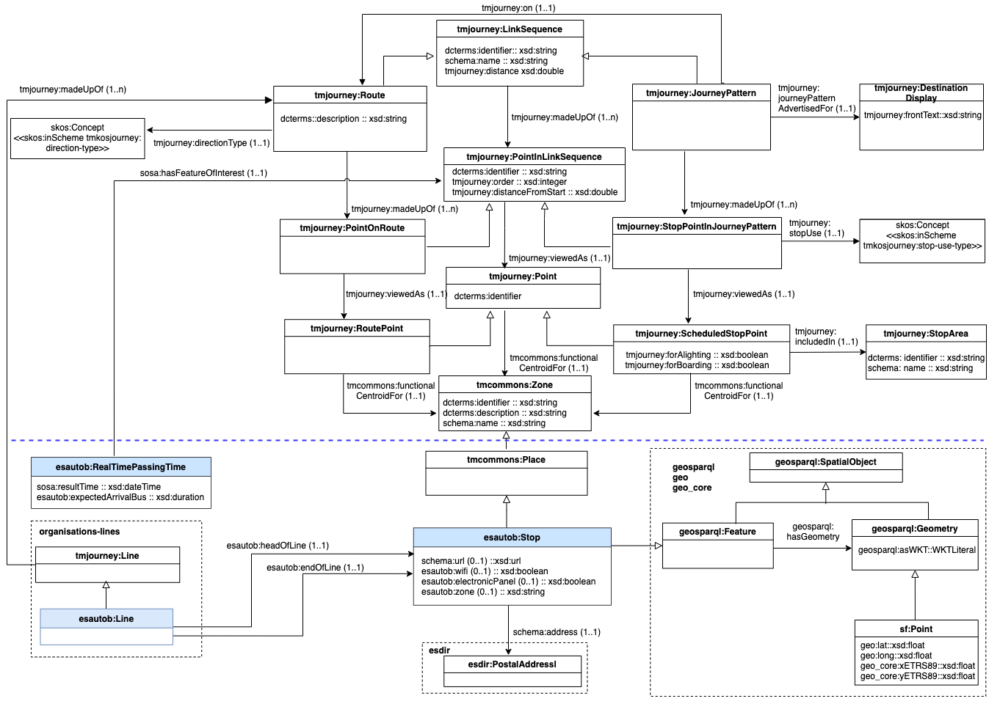 tmjourney:on (1..1)
tmjourney:LinkSequence
dcterms:identifier:: xsd:string
schema:name :: xsd:string
tmjourney:distance xsd:double
tmjourney:madeUpOf (1..n)
tmjourney:Route
dcterms::description :: xsd:string
tmjourney:JourneyPattern
tmjourney:
journeyPattern
AdvertisedFor (1..1)
tmjourney:Destination
Display
tmjourney:frontText::xsd:string
skos:Concept
<<skos:inScheme tmkosjourney:
direction-type>>
tmjourney:directionType (1..1)
tmjourney:madeUpOf (1..n)
tmjourney:PointInLinkSequence
dcterms:identifier :: xsd:string
tmjourney:order :: xsd:integer
tmjourney:distanceFromStart :: xsd:double
sosa:hasFeatureOfInterest (1..1)
tmjourney:madeUpOf (1..n)
tmjourney:madeUpOf (1..n)
tmjourney:PointOnRoute
tmjourney:StopPointInJourneyPattern
tmjourney:
stopUse (1..1)
skos:Concept
<<skos:inScheme
tmkosjourney:stop-use-type>>
tmjourney:viewedAs (1..1)
tmjourney:Point
dcterms:identifier
tmjourney:viewedAs (1..1)
tmjourney:viewedAs (1..1)
tmjourney:RoutePoint
tmjourney:ScheduledStopPoint
tmjourney:forAlighting :: xsd:boolean
tmjourney:forBoarding :: xsd:boolean
tmjourney:
includedIn (1..1)
tmjourney:StopArea
dcterms: identifier :: xsd:string
schema: name :: xsd:string
tmcommons:functional
CentroidFor (1..1)
tmcommons:functional
CentroidFor (1..1)
tmcommons:functional
CentroidFor (1..1)
tmcommons:Zone
dcterms:identifier :: xsd:string
dcterms:description :: xsd:string
schema:name :: xsd:string
esautob:RealTimePassingTime
sosa:resultTime :: xsd:dateTime
esautob:expectedArrivalBus :: xsd:duration
tmcommons:Place
geosparql
geo
geo_core
geosparql:SpatialObject
organisations-lines
tmjourney:Line
esautob:Line
esautob:headOfLine (1..1)
esautob:endOfLine (1..1)
esautob:Stop
schema:url (0..1) ::xsd:url
esautob:wifi (0..1) :: xsd:boolean
esautob:electronicPanel (0..1) :: xsd:boolean
esautob:zone (0..1) :: xsd:string
geosparql:Feature
geosparql:
hasGeometry
geosparql:Geometry
geosparql:asWKT::WKTLiteral
schema:address (1..1)
esdir
esdir:PostalAddressl
sf:Point
geo:lat::xsd:float
geo:long::xsd:float
geo_core:xETRS89::xsd:float
geo_core:yETRS89::xsd:float